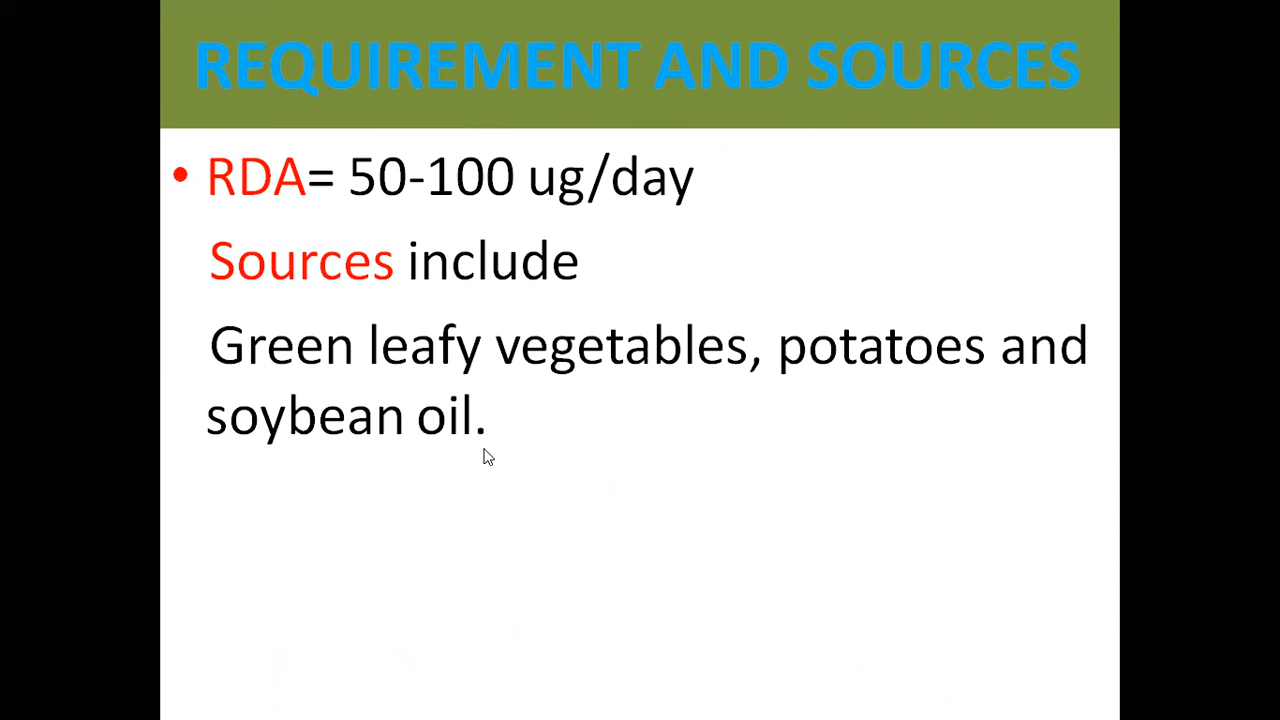 REQUIREMENT AND SOURCES
• RDA= 50-100 ug/day
Sources include
Green leafy vegetables, potatoes and
soybean oil.